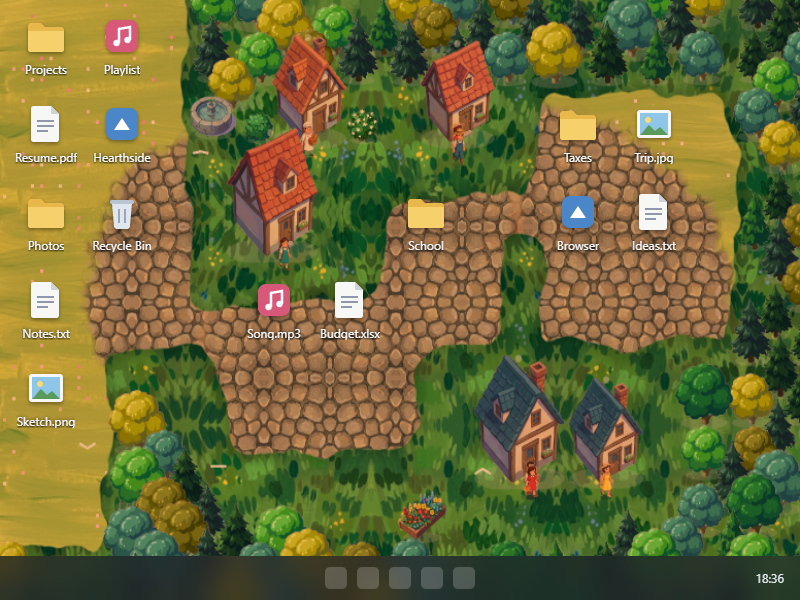 Projects
Playlist
Resume.pdf
Hearthside
Taxes
Trip.jpg
Photos
Recycle Bin
School
Browser
Ideas.txt
Notes.txt
Song.mp3
Budget.xlsx
Sketch.png
18:36